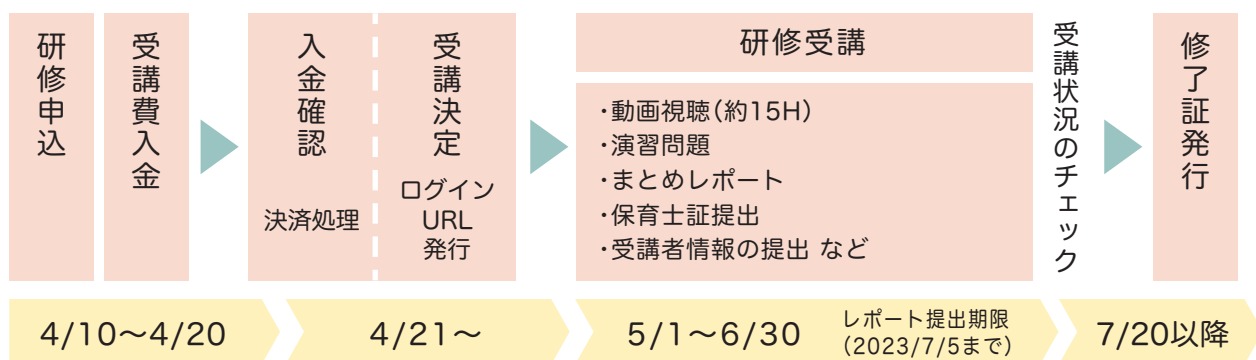 研修申込
受講費入金
入金確認
決済処理
受講決定
ログイン
URL
発行
研修受講
・動画視聴(約15H)
・演習問題
・まとめレポート
・保育士証提出
・受講者情報の提出 など
受講状況のチェック
修了証発行
4/10〜4/20
4/21〜
5/1〜6/30
レポート提出期限
(2023/7/5まで)
7/20以降